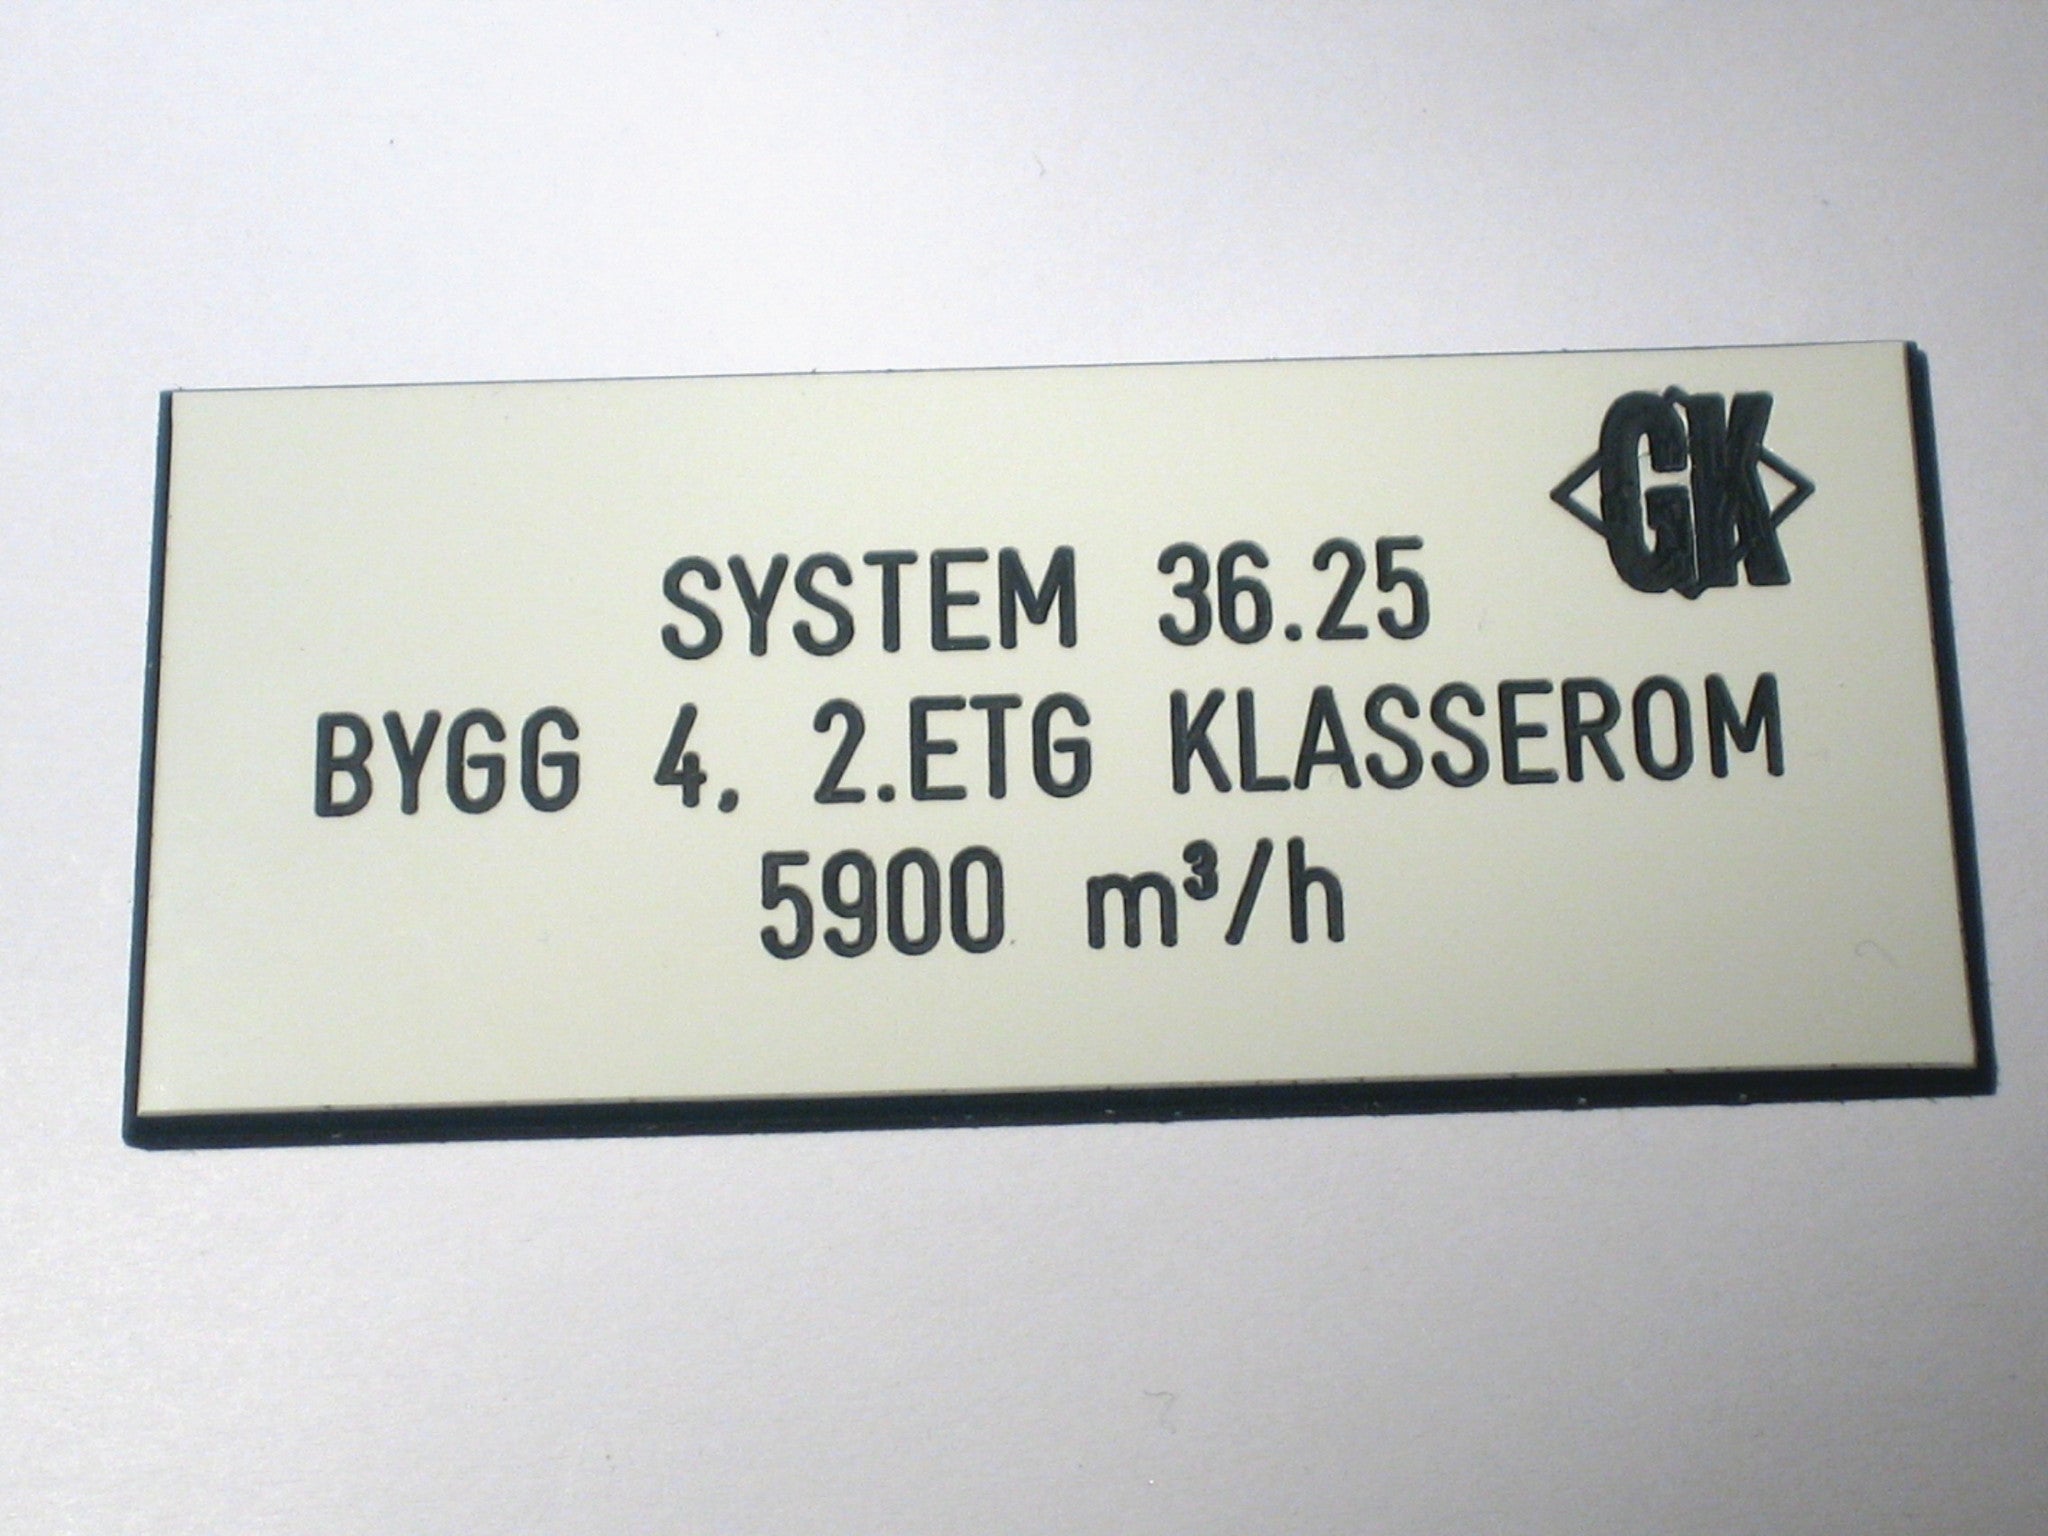 GK
SYSTEM 36.25
BYGG 4, 2.ETG KLASSEROM
5900 m³/h